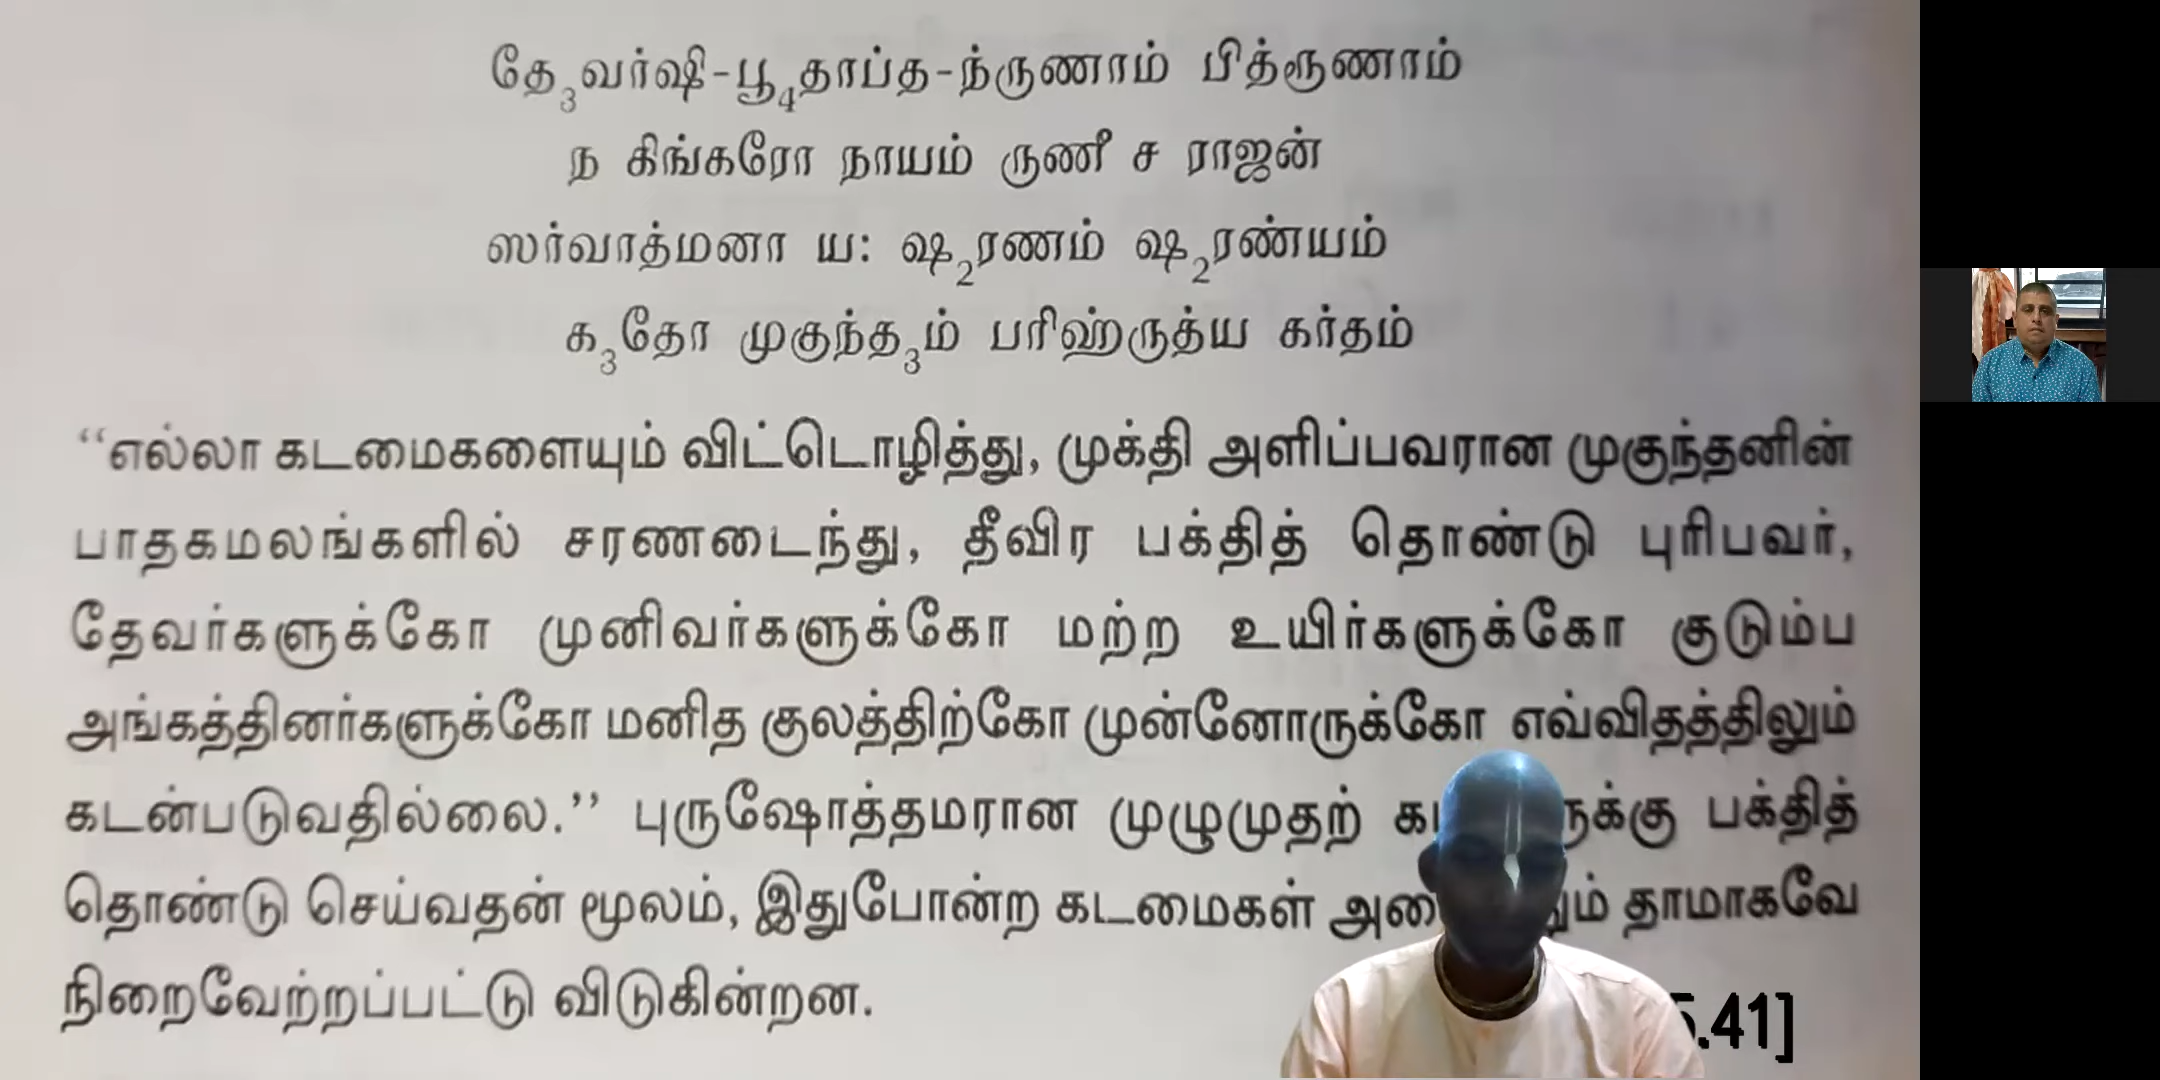 தே₃வர்ஷி-பூ₄தாப்த-ந்ருணாம் பித்ரூணாம்
ந கிங்கரோ நாயம் ருணீ ச ராஜன்
ஸர்வாத்மனா ய: ஷ₂ரணம் ஷ₂ரண்யம்
க₃தோ முகுந்த₃ம் பரிஹ்ருத்ய கர்தம்
“எல்லா கடமைகளையும் விட்டொழித்து, முக்தி அளிப்பவரான முகுந்தனின்
பாதகமலங்களில் சரணடைந்து, தீவிர பக்தித் தொண்டு புரிபவர்,
தேவர்களுக்கோ முனிவர்களுக்கோ மற்ற உயிர்களுக்கோ குடும்ப
அங்கத்தினர்களுக்கோ மனித குலத்திற்கோ முன்னோருக்கோ எவ்விதத்திலும்
கடன்படுவதில்லை.” புருஷோத்தமரான முழுமுதற் பக்தித்
தொண்டு செய்வதன் மூலம், இதுபோன்ற கடமைகள் தாமாகவே
நிறைவேற்றப்பட்டு விடுகின்றன.
.41]